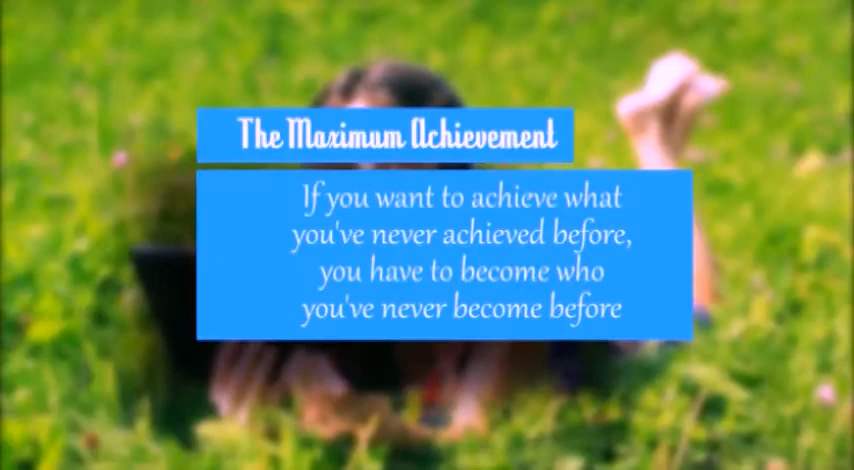 The Maximum Achievement
If you want to achieve what
you've never achieved before,
you have to become who
you've never become before